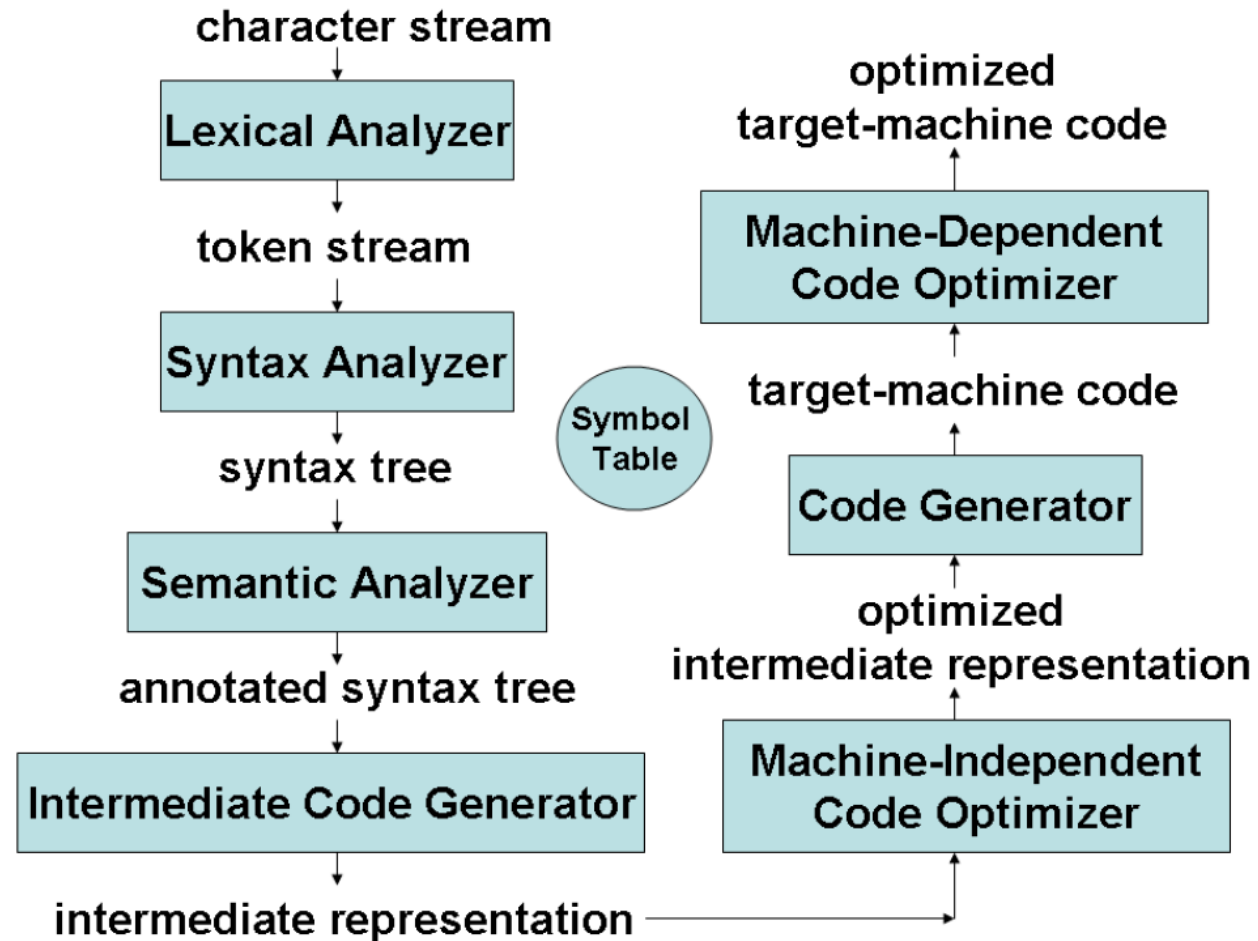 character stream
Lexical Analyzer
token stream
Syntax Analyzer
syntax tree
Semantic Analyzer
annotated syntax tree
Intermediate Code Generator
intermediate representation
Symbol
Table
optimized
target-machine code
Machine-Dependent
Code Optimizer
target-machine code
Code Generator
optimized
intermediate representation
Machine-Independent
Code Optimizer